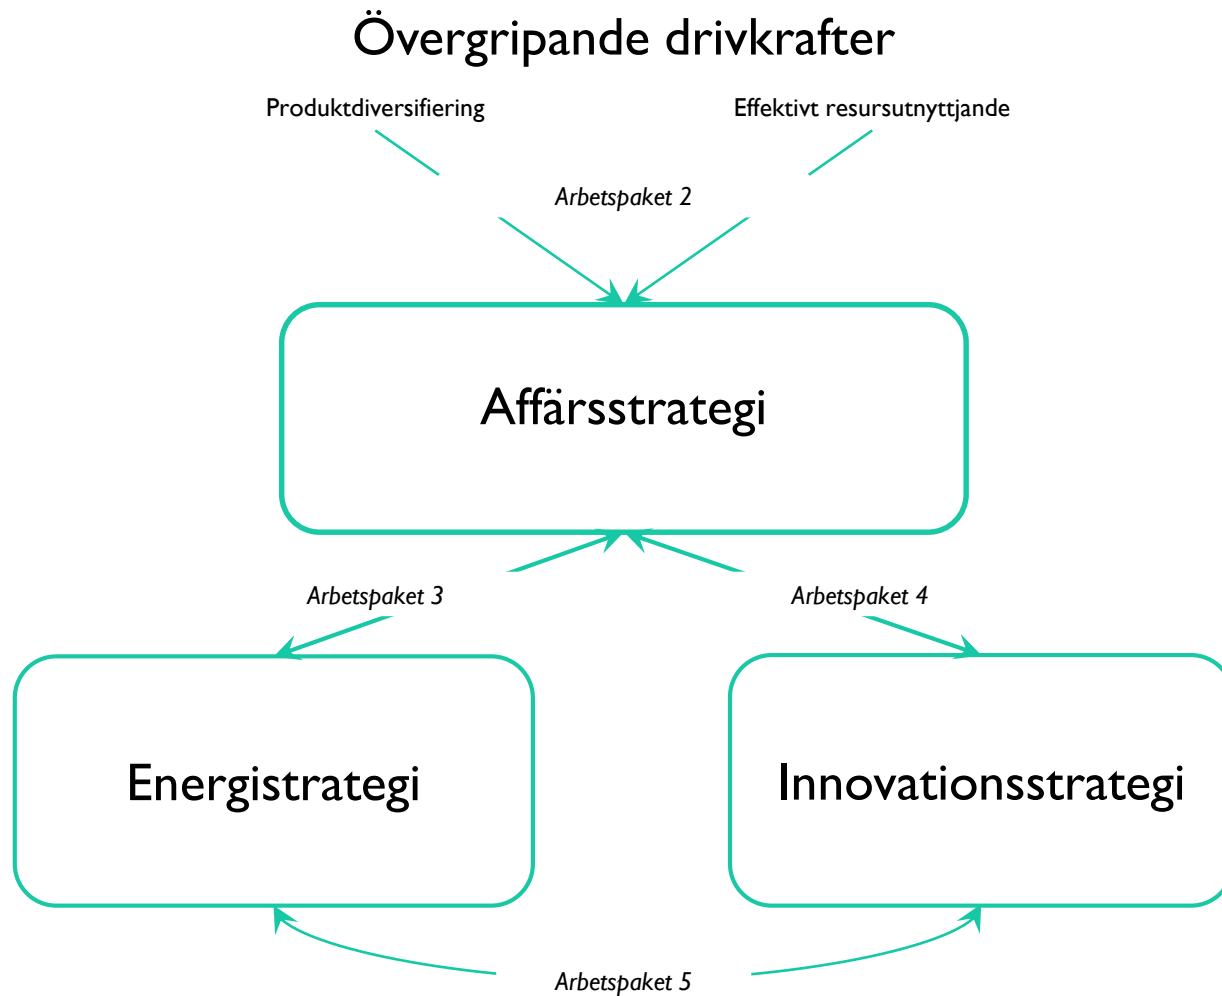 Övergripande drivkrafter
Produktdiversifiering
Effektivt resursutnyttjande
Arbetspaket 2
Affärsstrategi
Arbetspaket 3
Arbetspaket 4
Energistrategi
Innovationsstrategi
Arbetspaket 5